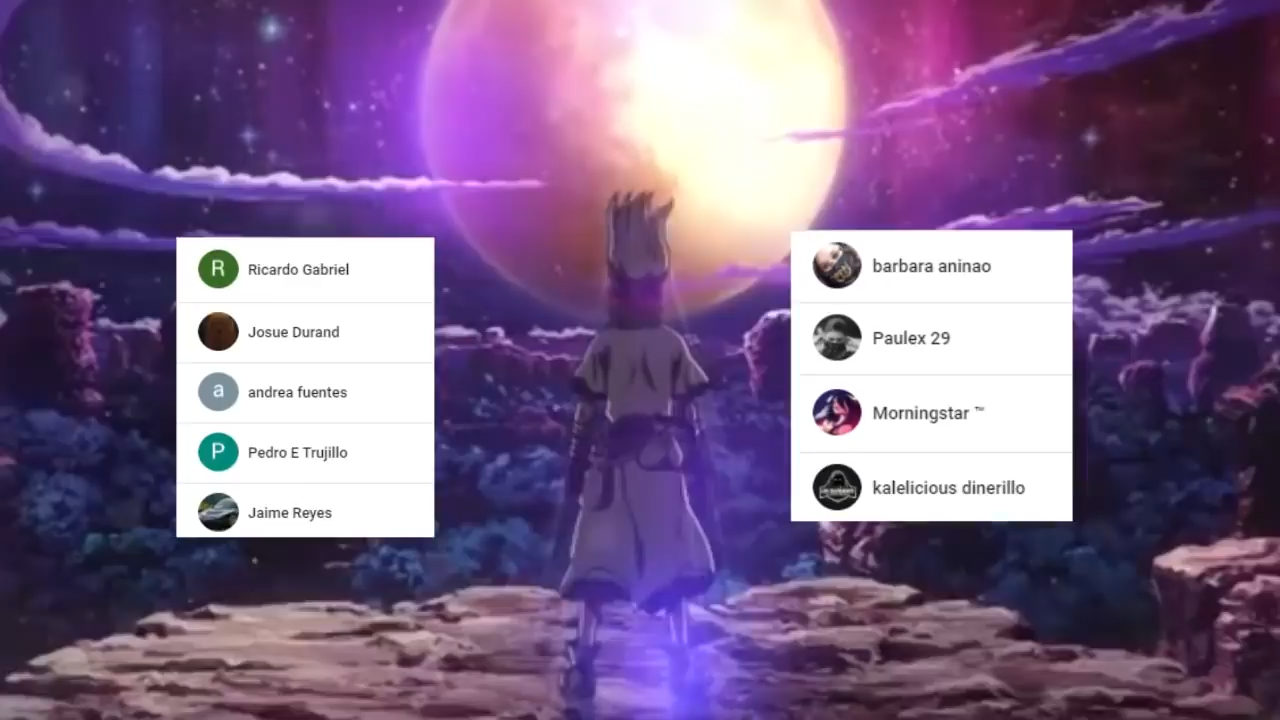 R Ricardo Gabriel
Josue Durand
a andrea fuentes
P Pedro E Trujillo
Jaime Reyes
barbara aninao
Paulex 29
Morningstar ™
kalelicious dinerillo